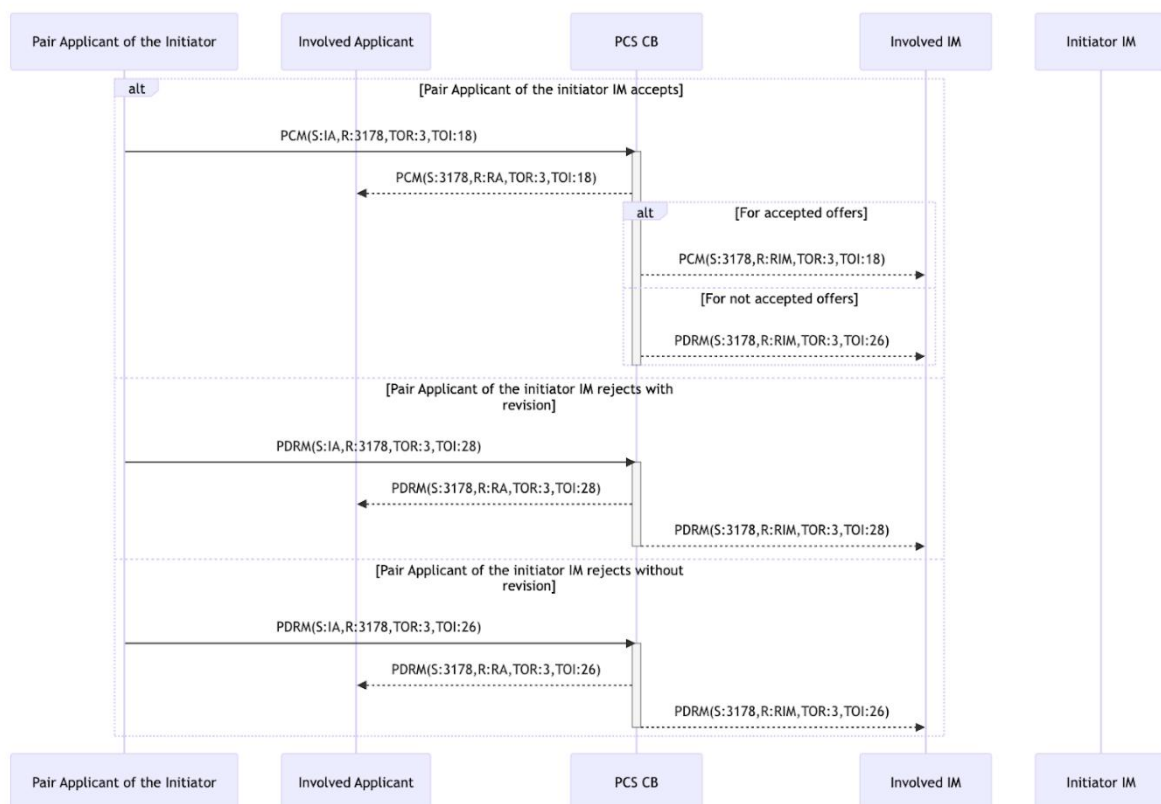 Pair Applicant of the Initiator
Involved Applicant
PCS CB
Involved IM
Initiator IM
alt
[Pair Applicant of the initiator IM accepts]
PCM(S:IA,R:3178,TOR:3,TOI:18)
PCM(S:3178,R:RA,TOR:3,TOI:18)
alt
[For accepted offers]
PCM(S:3178,R:RIM,TOR:3,TOI:18)
[For not accepted offers]
PDRM(S:3178,R:RIM,TOR:3,TOI:26)
[Pair Applicant of the initiator IM rejects with
revision]
PDRM(S:IA,R:3178,TOR:3,TOI:28)
PDRM(S:3178,R:RA,TOR:3,TOI:28)
PDRM(S:3178,R:RIM,TOR:3,TOI:28)
[Pair Applicant of the initiator IM rejects without
revision]
PDRM(S:IA,R:3178,TOR:3,TOI:26)
PDRM(S:3178,R:RA,TOR:3,TOI:26)
PDRM(S:3178,R:RIM,TOR:3,TOI:26)
Pair Applicant of the Initiator
Involved Applicant
PCS CB
Involved IM
Initiator IM